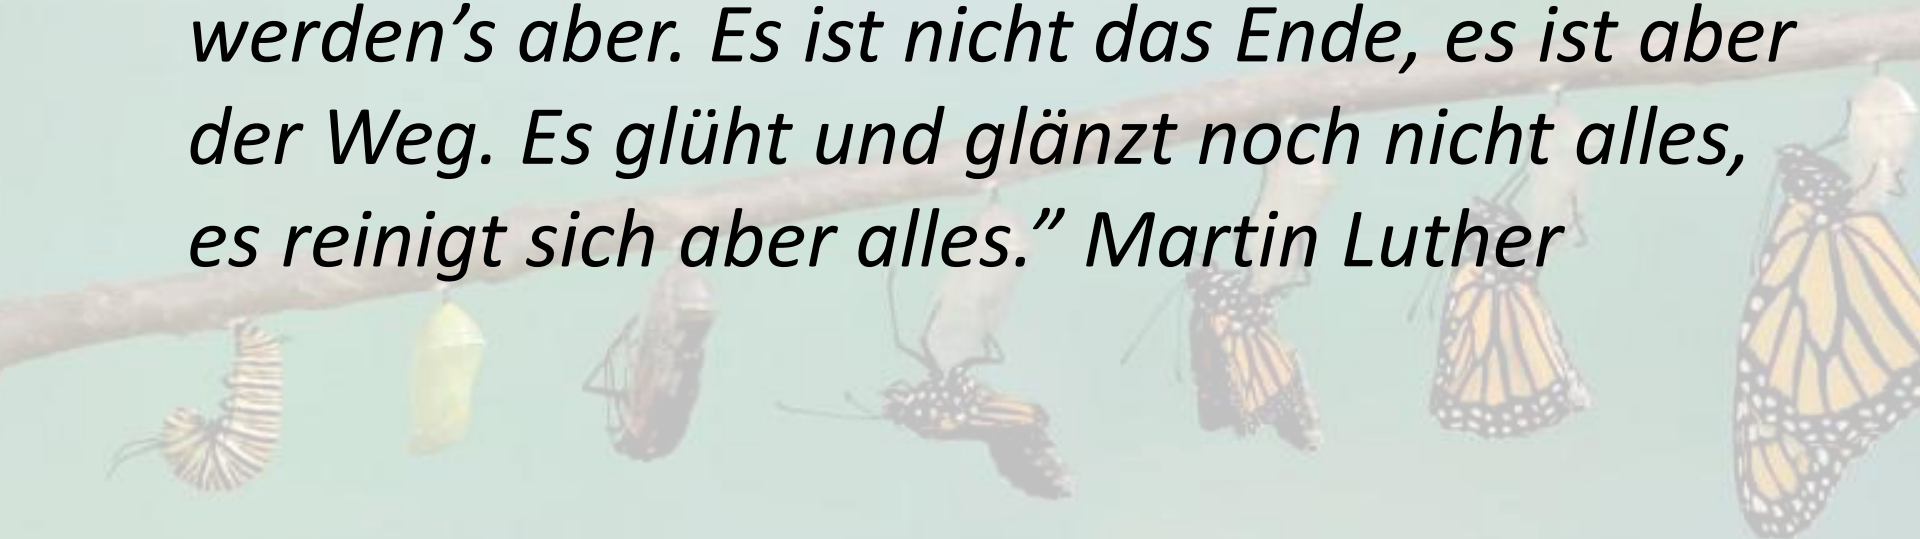 werden’s aber. Es ist nicht das Ende, es ist aber
der Weg. Es glüht und glänzt noch nicht alles,
es reinigt sich aber alles.” Martin Luther